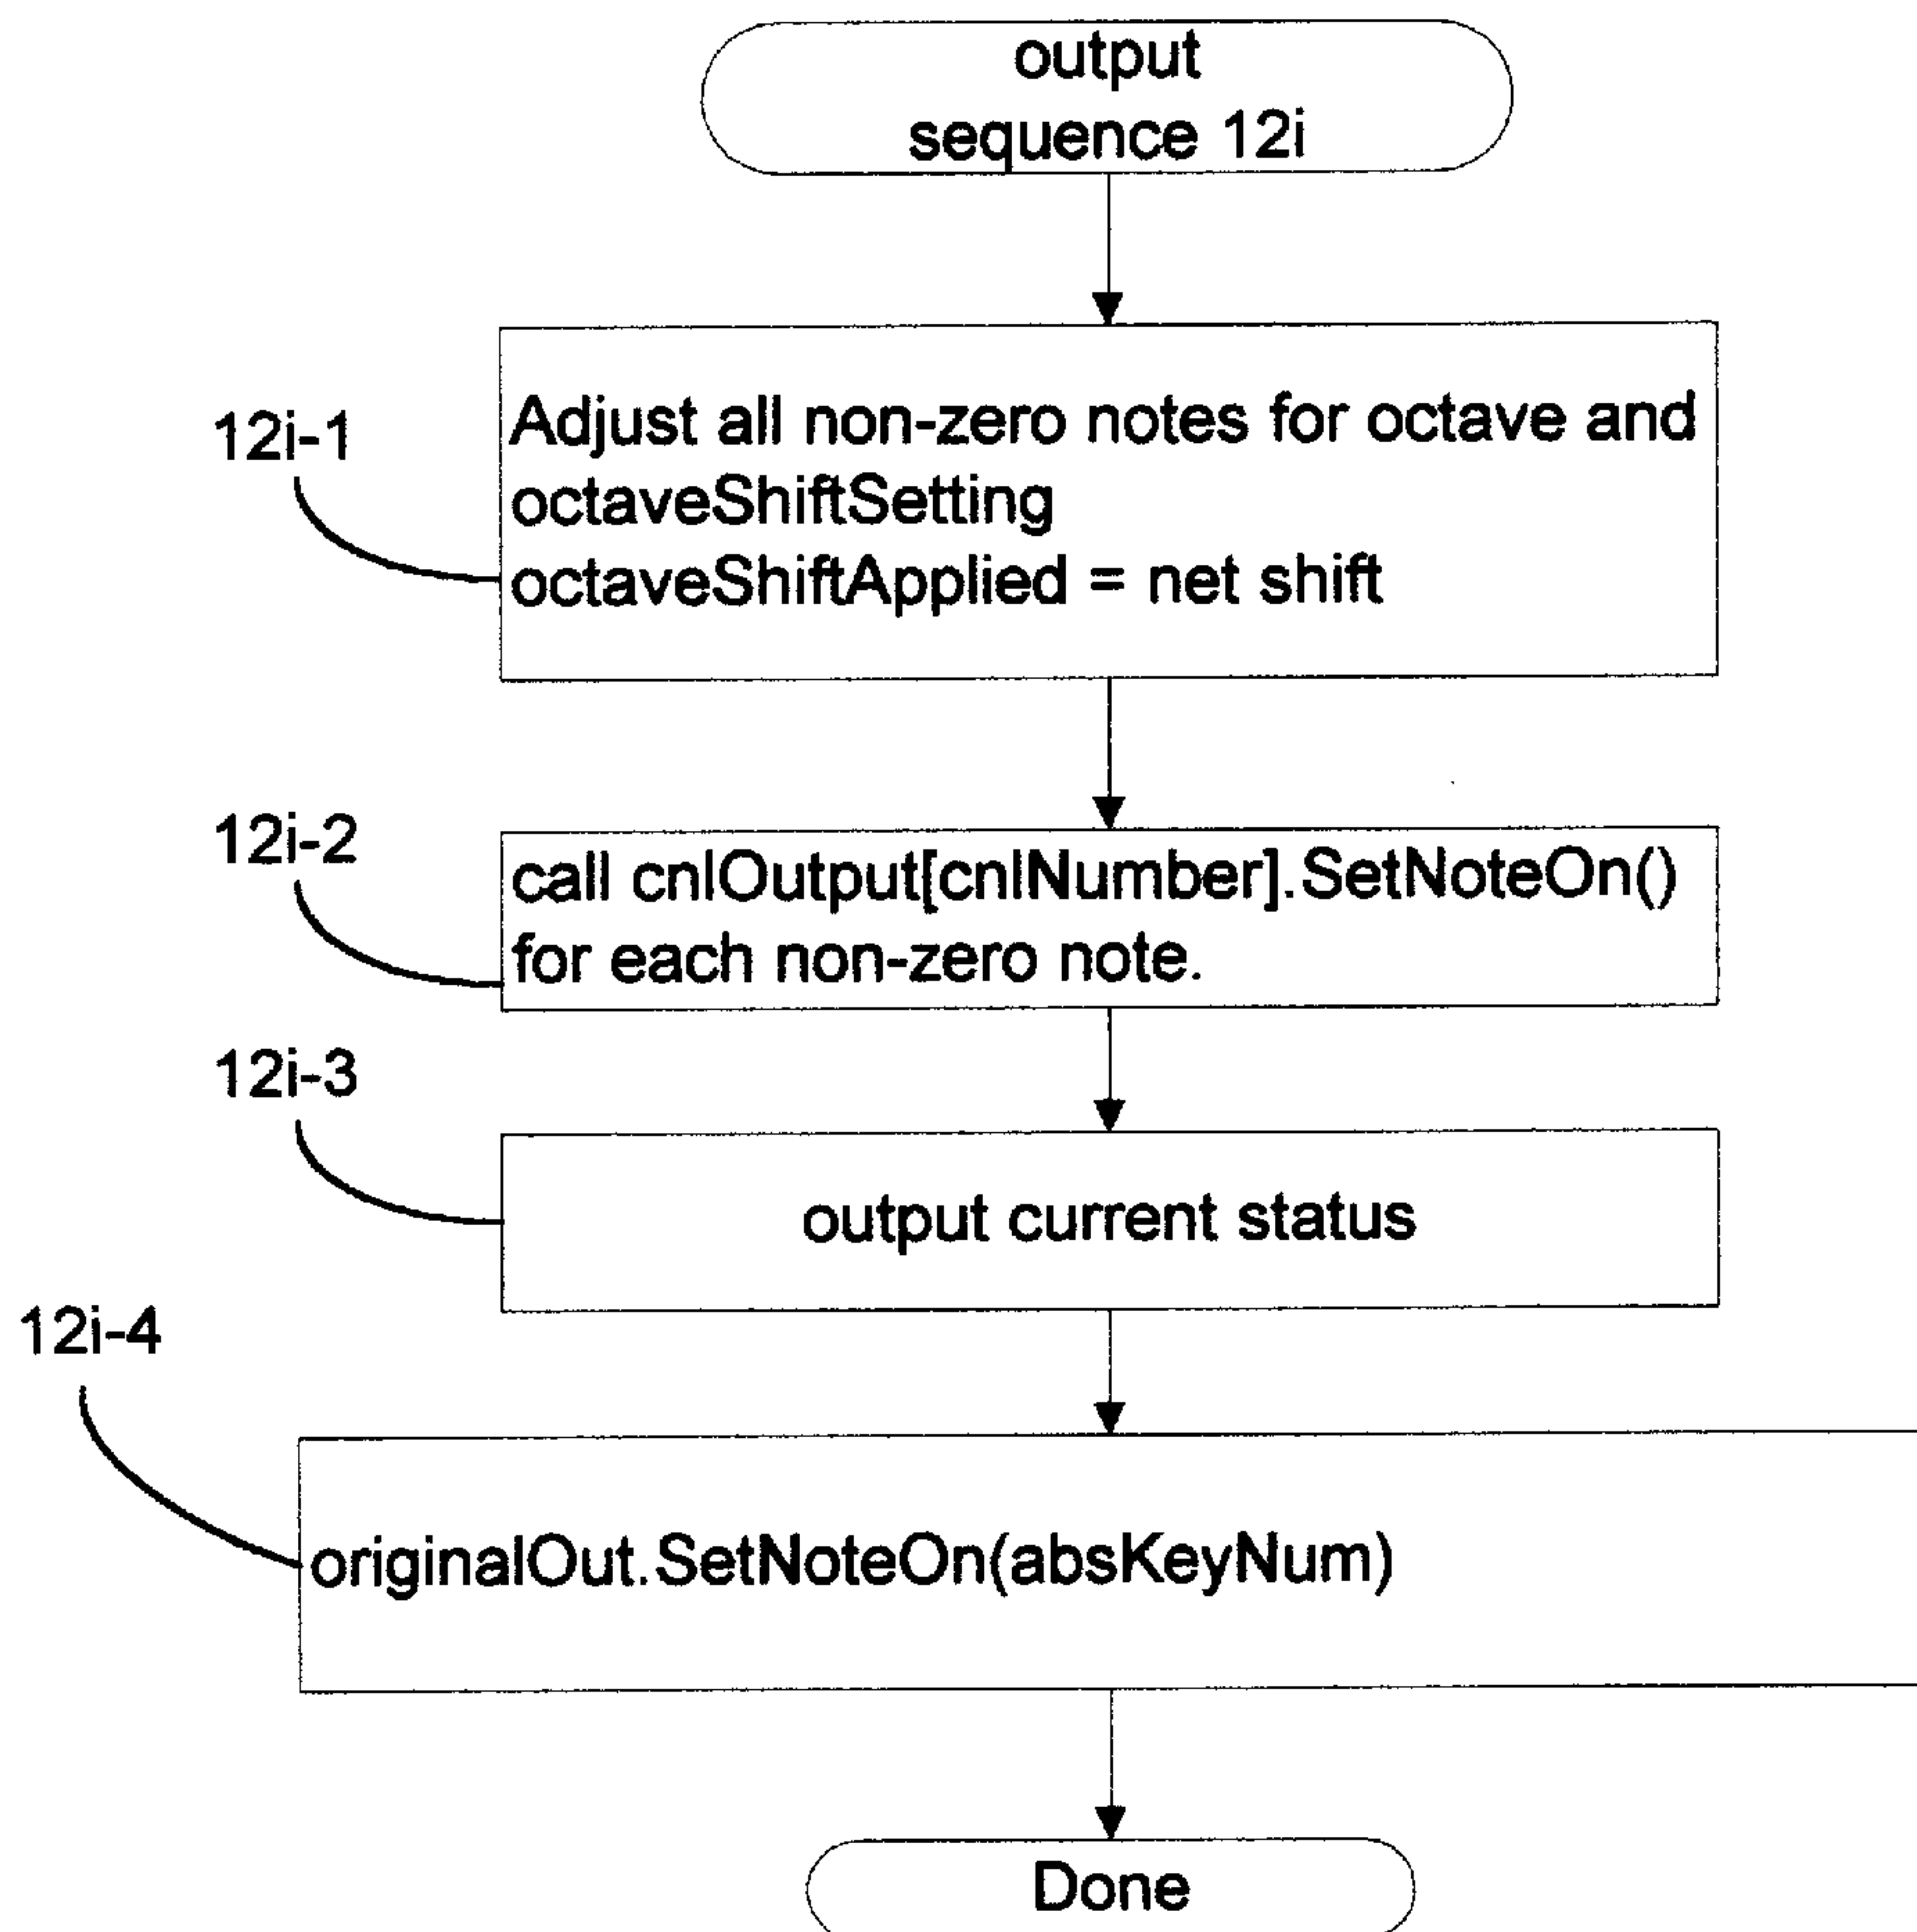 output
sequence 12i
12i-1
Adjust all non-zero notes for octave and
octaveShiftSetting
octaveShiftApplied = net shift
12i-2
call cnlOutput[cnlNumber].SetNoteOn()
for each non-zero note.
12i-3
output current status
12i-4
originalOut.SetNoteOn(absKeyNum)
Done